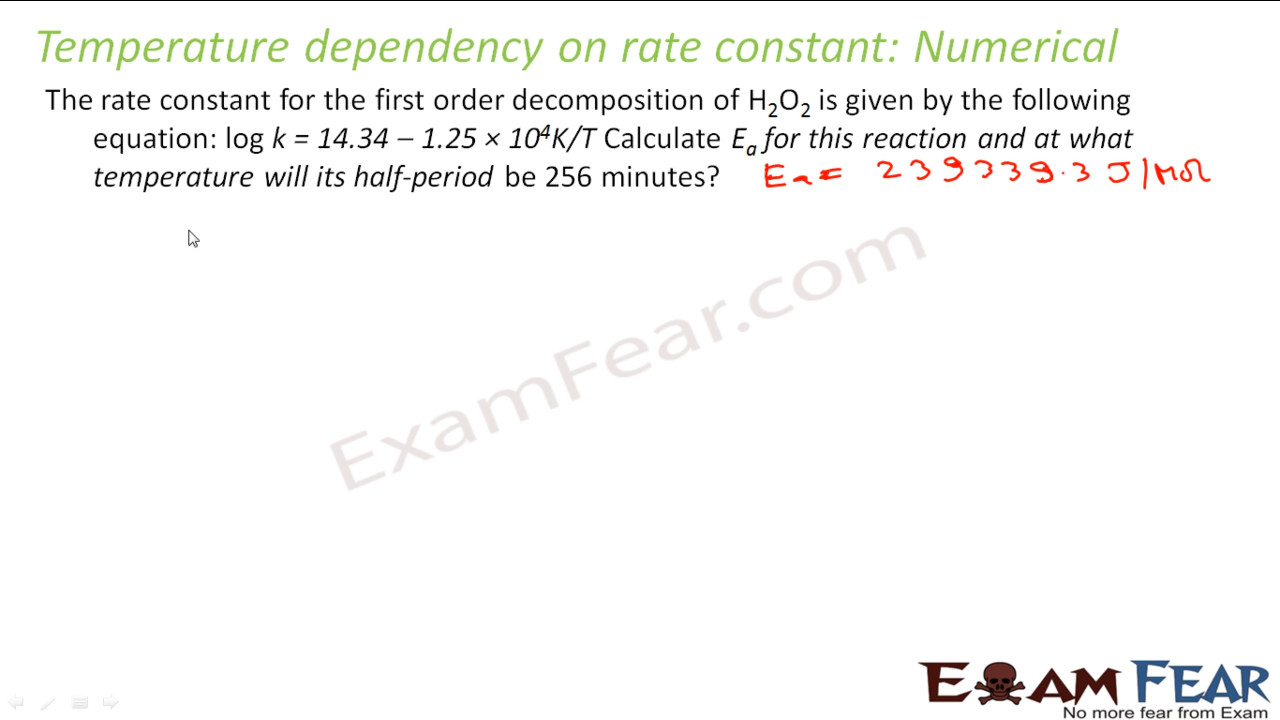 Temperature dependency on rate constant: Numerical
The rate constant for the first order decomposition of H₂O₂ is given by the following
equation: log k = 14.34 – 1.25 × 10⁴K/T Calculate Eₐ for this reaction and at what
temperature will its half-period be 256 minutes? Ea = 239339.3 J/Mol
ExamFear.com
EXAM FEAR
No more fear from Exam